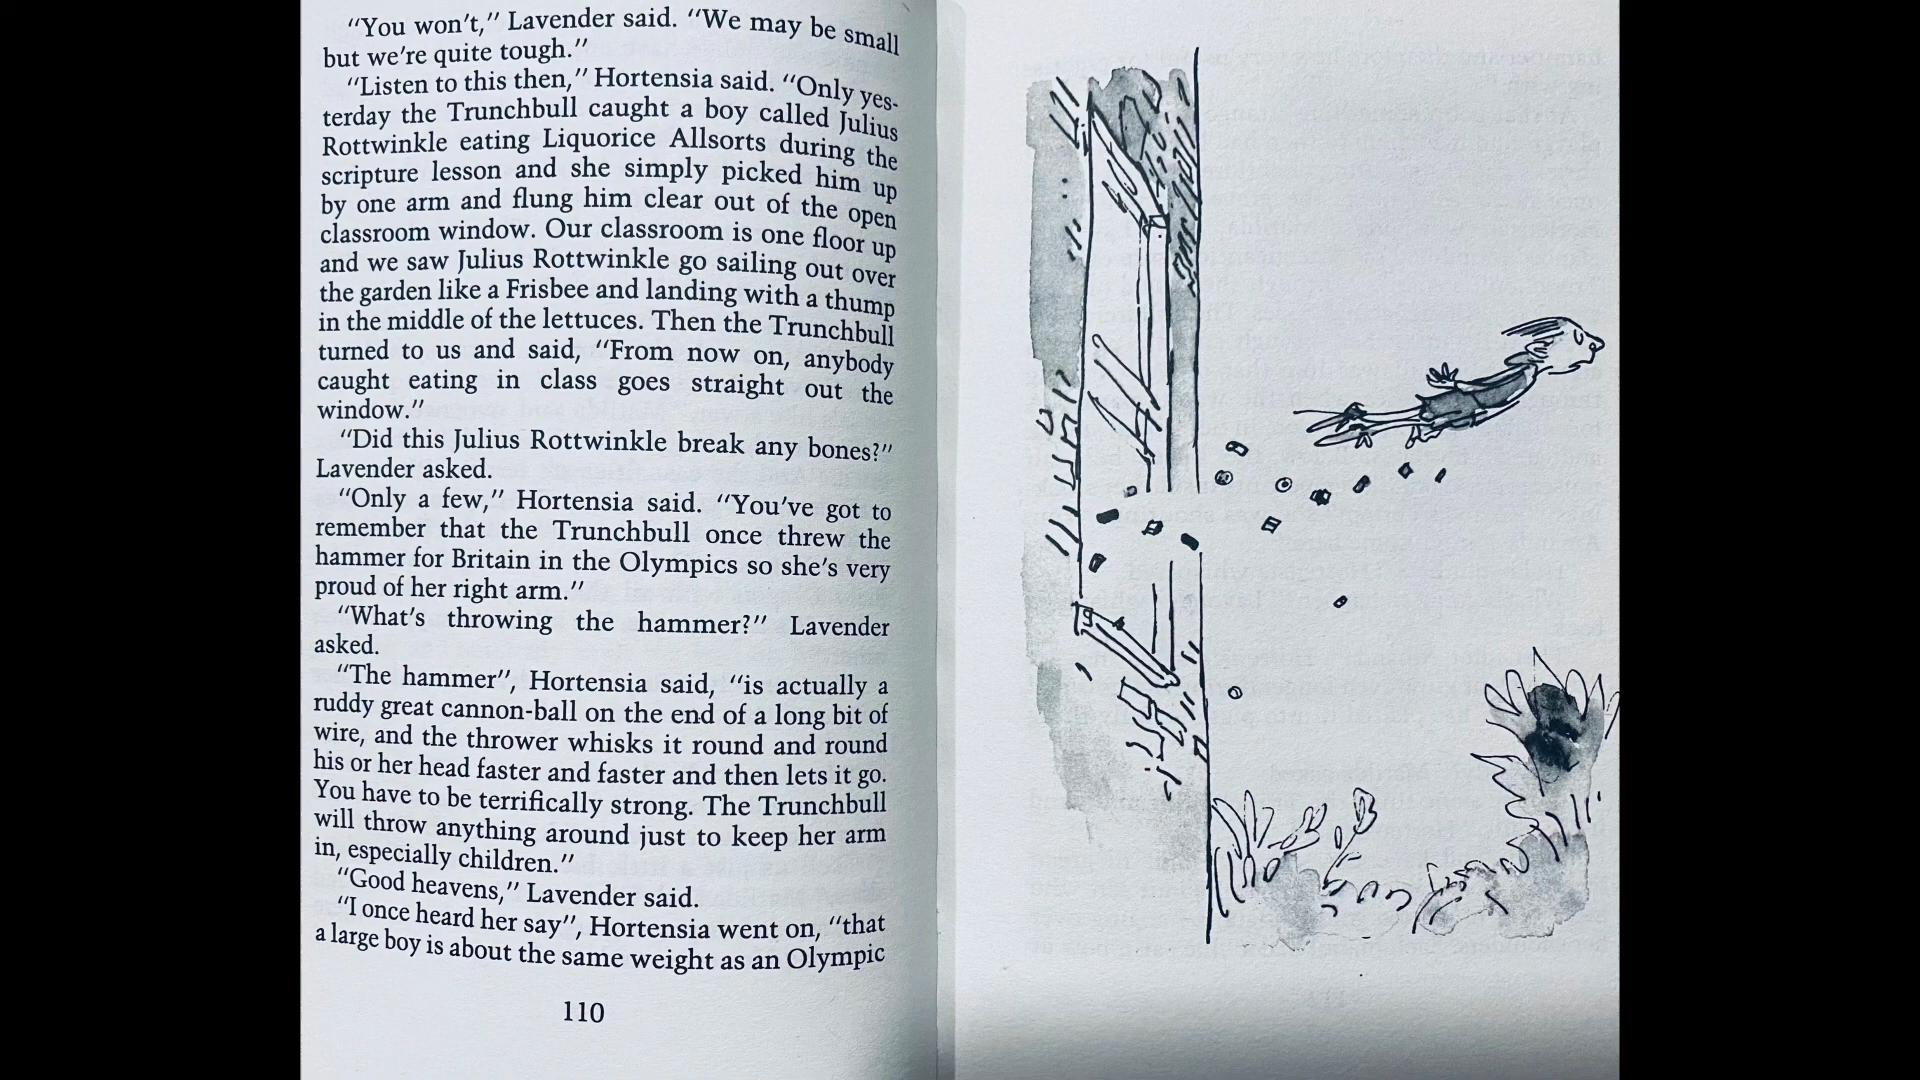 “You won’t,” Lavender said. “We may be small
but we’re quite tough.”
“Listen to this then,” Hortensia said. “Only yes-
terday the Trunchbull caught a boy called Julius
Rottwinkle eating Liquorice Allsorts during the
scripture lesson and she simply picked him up
by one arm and flung him clear out of the open
classroom window. Our classroom is one floor up
and we saw Julius Rottwinkle go sailing out over
the garden like a Frisbee and landing with a thump
in the middle of the lettuces. Then the Trunchbull
turned to us and said, “From now on, anybody
caught eating in class goes straight out the
window.”
“Did this Julius Rottwinkle break any bones?”
Lavender asked.
“Only a few,” Hortensia said. “You’ve got to
remember that the Trunchbull once threw the
hammer for Britain in the Olympics so she’s very
proud of her right arm.”
“What’s throwing the hammer?” Lavender
asked.
“The hammer”, Hortensia said, “is actually a
ruddy great cannon-ball on the end of a long bit of
wire, and the thrower whisks it round and round
his or her head faster and faster and then lets it go.
You have to be terrifically strong. The Trunchbull
will throw anything around just to keep her arm
in, especially children.”
“Good heavens,” Lavender said.
“I once heard her say”, Hortensia went on, “that
a large boy is about the same weight as an Olympic
110